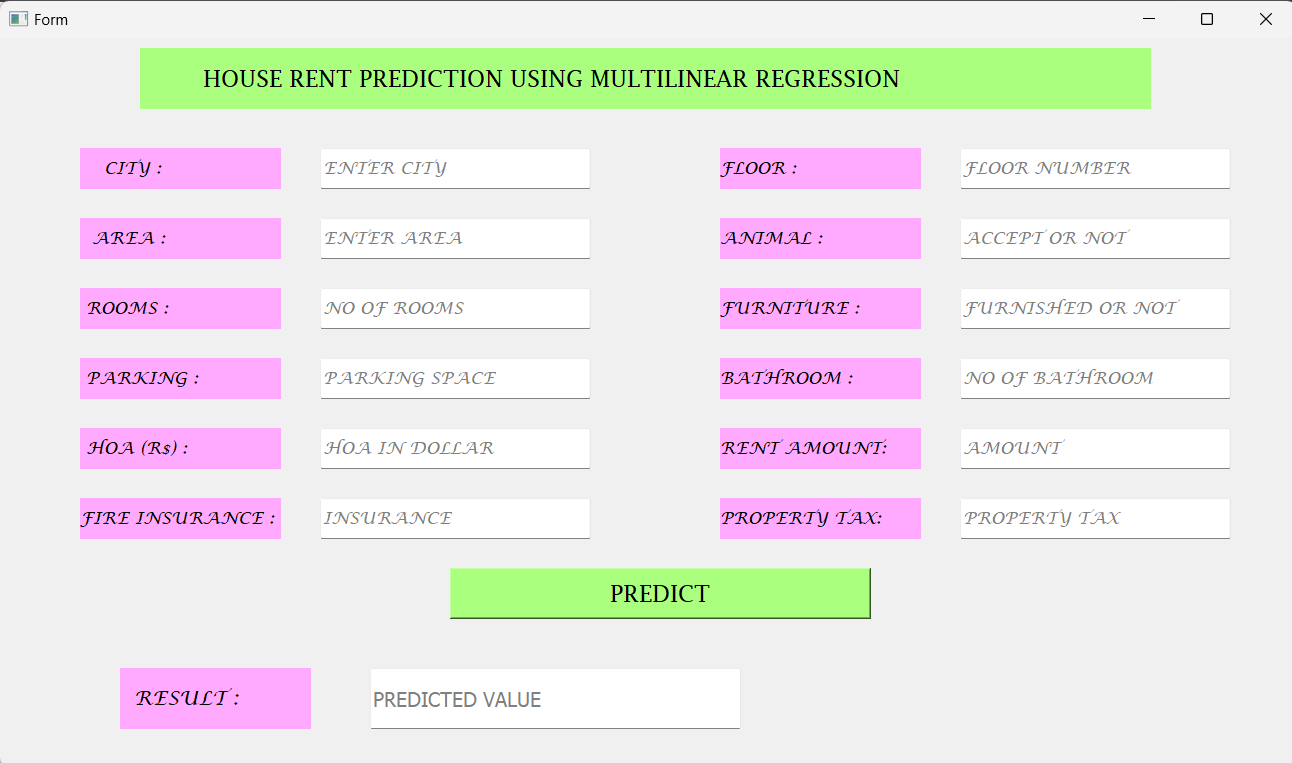 Form
HOUSE RENT PREDICTION USING MULTILINEAR REGRESSION
CITY : ENTER CITY FLOOR : FLOOR NUMBER
AREA : ENTER AREA ANIMAL : ACCEPT OR NOT
ROOMS : NO OF ROOMS FURNITURE : FURNISHED OR NOT
PARKING : PARKING SPACE BATHROOM : NO OF BATHROOM
HOA (R$) : HOA IN DOLLAR RENT AMOUNT: AMOUNT
FIRE INSURANCE : INSURANCE PROPERTY TAX: PROPERTY TAX
PREDICT
RESULT : PREDICTED VALUE